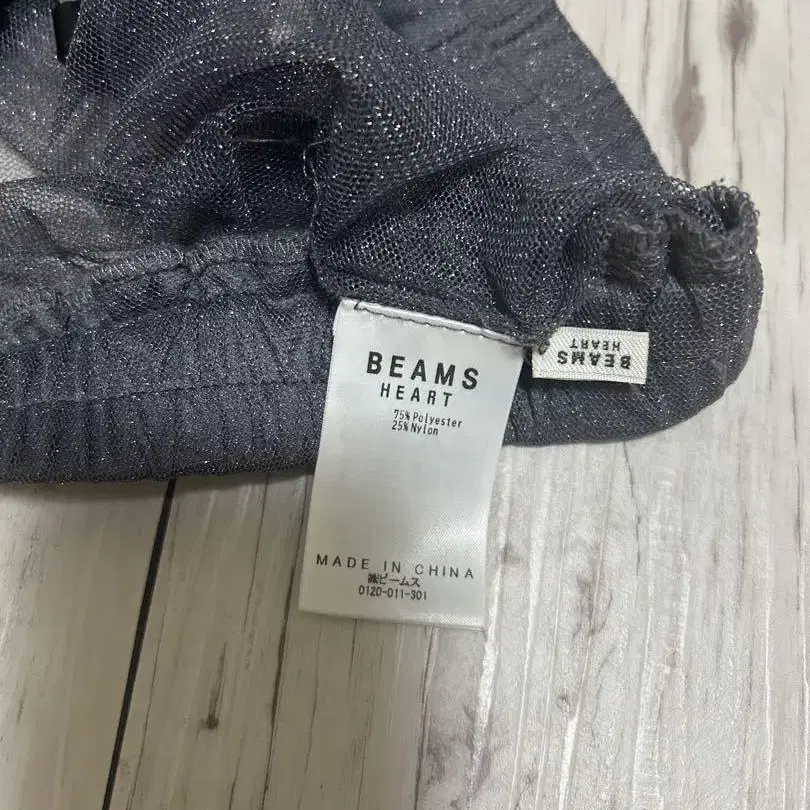 BEAMS
HEART
75% Polyester
25% Nylon
MADE IN CHINA
㈱ビームス
0120-011-301
BEAMS
HEART